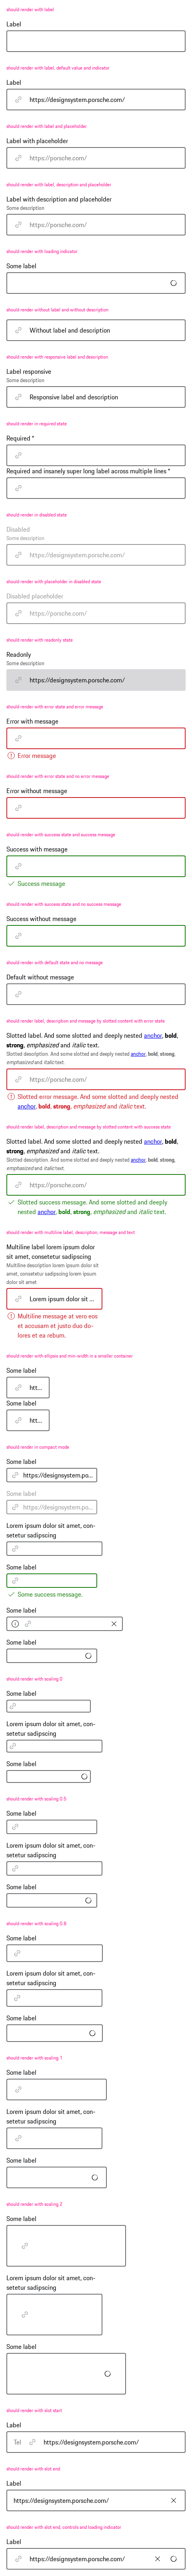 should render with label
Label
should render with label, default value and indicator
Label
https://designsystem.porsche.com/
should render with label and placeholder
Label with placeholder
https://porsche.com/
should render with label, description and placeholder
Label with description and placeholder
Some description
https://porsche.com/
should render with loading indicator
Some label
should render without label and without description
Without label and description
should render with responsive label and description
Label responsive
Some description
Responsive label and description
should render in required state
Required *
Required and insanely super long label across multiple lines *
should render in disabled state
Disabled
Some description
https://designsystem.porsche.com/
should render with placeholder in disabled state
Disabled placeholder
https://porsche.com/
should render with readonly state
Readonly
Some description
https://designsystem.porsche.com/
should render with error state and error message
Error with message
Error message
should render with error state and no error message
Error without message
should render with success state and success message
Success with message
Success message
should render with success state and no success message
Success without message
should render with default state and no message
Default without message
should render label, description and message by slotted content with error state
Slotted label. And some slotted and deeply nested anchor, bold,
strong, emphasized and italic text.
Slotted description. And some slotted and deeply nested anchor, bold, strong,
emphasized and italic text.
https://porsche.com/
Slotted error message. And some slotted and deeply nested
anchor, bold, strong, emphasized and italic text.
should render label, description and message by slotted content with success state
Slotted label. And some slotted and deeply nested anchor, bold,
strong, emphasized and italic text.
Slotted description. And some slotted and deeply nested anchor, bold, strong,
emphasized and italic text.
https://porsche.com/
Slotted success message. And some slotted and deeply
nested anchor, bold, strong, emphasized and italic text.
should render with multiline label, description, message and text
Multiline label lorem ipsum dolor
sit amet, consetetur sadipscing
Multiline description lorem ipsum dolor sit
amet, consetetur sadipscing lorem ipsum
dolor sit amet
Lorem ipsum dolor sit ...
Multiline message at vero eos
et accusam et justo duo do-
lores et ea rebum.
should render with ellipsis and min-width in a smaller container
Some label
htt...
Some label
htt...
should render in compact mode
Some label
https://designsystem.po...
Some label
https://designsystem.po...
Lorem ipsum dolor sit amet, con-
setetur sadipscing
Some label
Some success message.
Some label
Some label
should render with scaling 0
Some label
Lorem ipsum dolor sit amet, con-
setetur sadipscing
Some label
should render with scaling 0.5
Some label
Lorem ipsum dolor sit amet, con-
setetur sadipscing
Some label
should render with scaling 0.8
Some label
Lorem ipsum dolor sit amet, con-
setetur sadipscing
Some label
should render with scaling 1
Some label
Lorem ipsum dolor sit amet, con-
setetur sadipscing
Some label
should render with scaling 2
Some label
Lorem ipsum dolor sit amet, con-
setetur sadipscing
Some label
should render with slot start
Label
Tel https://designsystem.porsche.com/
should render with slot end
Label
https://designsystem.porsche.com/
should render with slot end, controls and loading indicator
Label
https://designsystem.porsche.com/